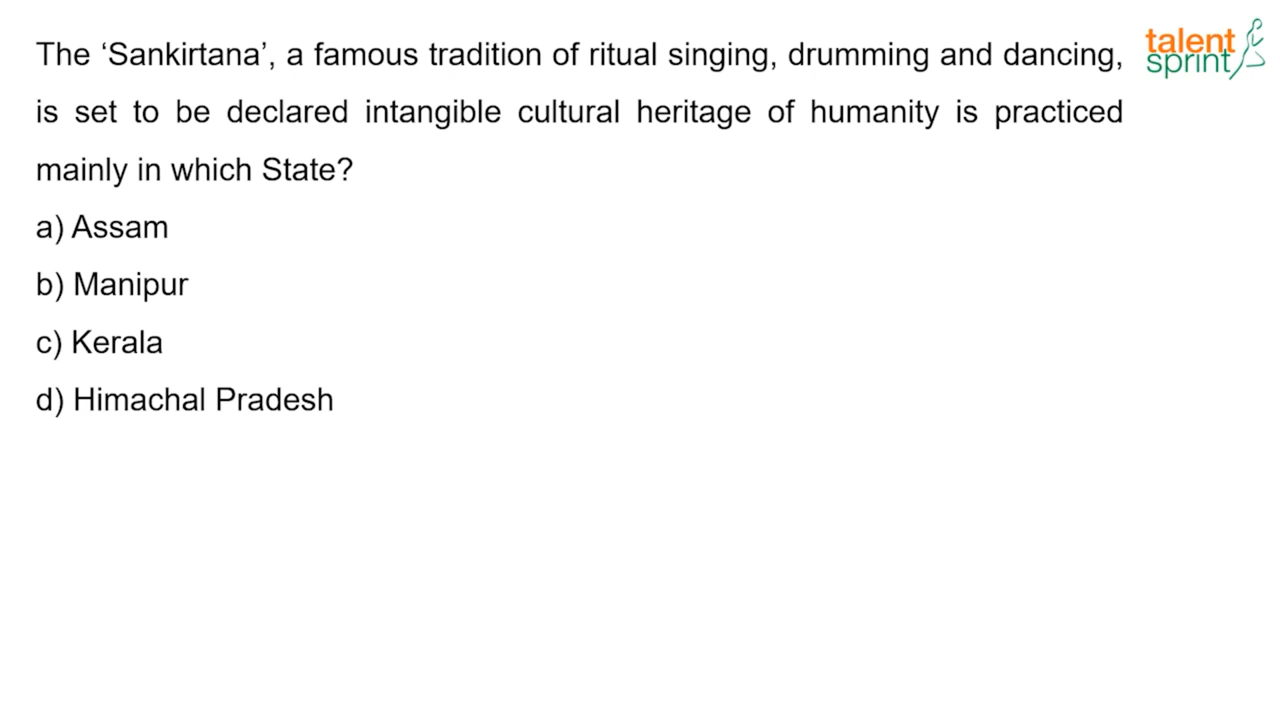 The ‘Sankirtana’, a famous tradition of ritual singing, drumming and dancing,
is set to be declared intangible cultural heritage of humanity is practiced
mainly in which State?
a) Assam
b) Manipur
c) Kerala
d) Himachal Pradesh
talent
sprint